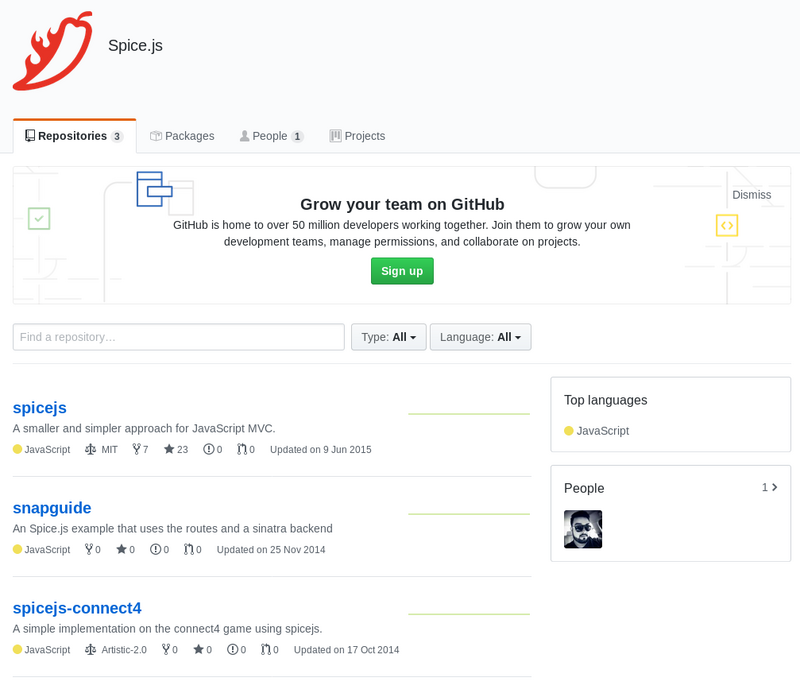 Spice.js
Repositories 3
Packages
People 1
Projects
Dismiss
Grow your team on GitHub
GitHub is home to over 50 million developers working together. Join them to grow your own
development teams, manage permissions, and collaborate on projects.
Sign up
Find a repository…
Type: All
Language: All
spicejs
A smaller and simpler approach for JavaScript MVC.
JavaScript MIT 7 23 0 0 Updated on 9 Jun 2015
snapguide
An Spice.js example that uses the routes and a sinatra backend
JavaScript 0 0 0 0 Updated on 25 Nov 2014
spicejs-connect4
A simple implementation on the connect4 game using spicejs.
JavaScript Artistic-2.0 0 0 0 0 Updated on 17 Oct 2014
Top languages
JavaScript
People 1